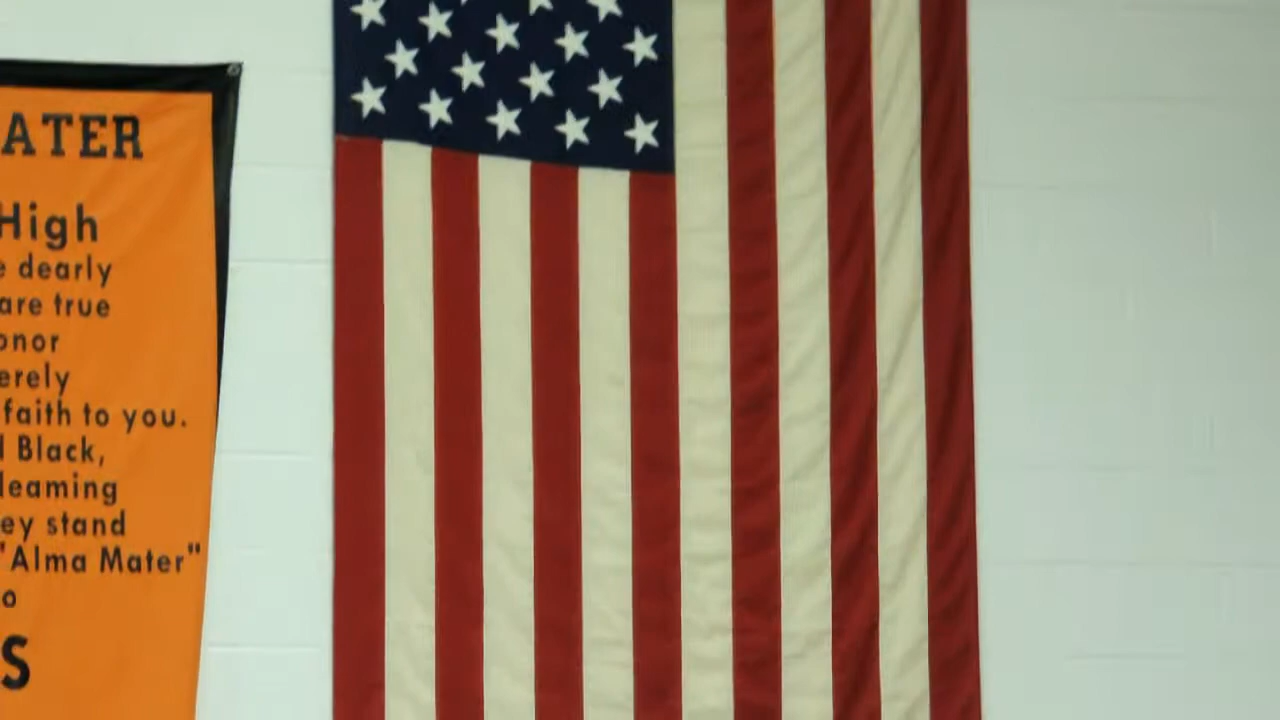 ATER
High
dearly
are true
onor
erely
faith to you.
Black,
leaming
ey stand
"Alma Mater"
o
S